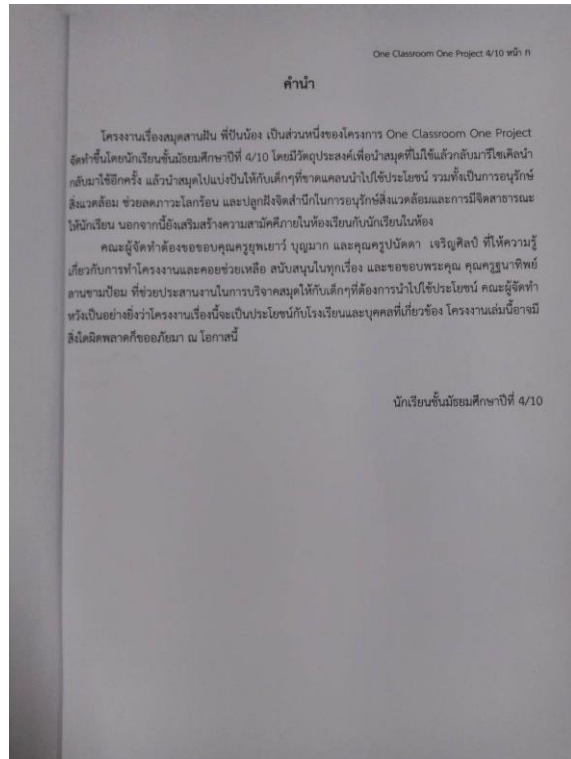 One Classroom One Project 4/10 หน้า ก
คำนำ
โครงงานเรื่องสมุดสานฝัน พี่ปันน้อง เป็นส่วนหนึ่งของโครงการ One Classroom One Project
จัดทำขึ้นโดยนักเรียนชั้นมัธยมศึกษาปีที่ 4/10 โดยมีวัตถุประสงค์เพื่อนำสมุดที่ไม่ใช้แล้วกลับมารีไซเคิลนำ
กลับมาใช้อีกครั้ง แล้วนำสมุดไปแบ่งปันให้กับเด็กๆที่ขาดแคลนนำไปใช้ประโยชน์ รวมทั้งเป็นการอนุรักษ์
สิ่งแวดล้อม ช่วยลดภาวะโลกร้อน และปลูกฝังจิตสำนึกในการอนุรักษ์สิ่งแวดล้อมและการมีจิตสาธารณะ
ให้นักเรียน นอกจากนี้ยังเสริมสร้างความสามัคคีภายในห้องเรียนกับนักเรียนในห้อง
คณะผู้จัดทำต้องขอขอบคุณครูยุพเยาว์ บุญมาก และคุณครูปนัดดา เจริญศิลป์ ที่ให้ความรู้
เกี่ยวกับการทำโครงงานและคอยช่วยเหลือ สนับสนุนในทุกเรื่อง และขอขอบพระคุณ คุณครูฐนาทิพย์
ลานขามป้อม ที่ช่วยประสานงานในการบริจาคสมุดให้กับเด็กๆที่ต้องการนำไปใช้ประโยชน์ คณะผู้จัดทำ
หวังเป็นอย่างยิ่งว่าโครงงานเรื่องนี้จะเป็นประโยชน์กับโรงเรียนและบุคคลที่เกี่ยวข้อง โครงงานเล่มนี้อาจมี
สิ่งใดผิดพลาดก็ขออภัยมา ณ โอกาสนี้
นักเรียนชั้นมัธยมศึกษาปีที่ 4/10